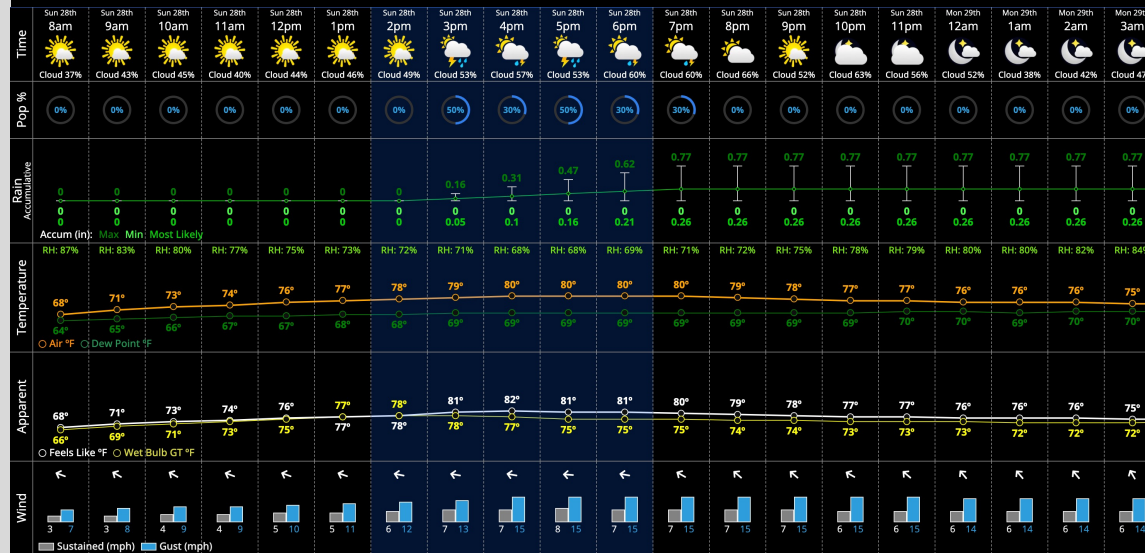 Time
Sun 28th Sun 28th Sun 28th Sun 28th Sun 28th Sun 28th Sun 28th Sun 28th Sun 28th Sun 28th Sun 28th Sun 28th Sun 28th Sun 28th Sun 28th Sun 28th Mon 29th Mon 29th Mon 29th Mon 29t
8am 9am 10am 11am 12pm 1pm 2pm 3pm 4pm 5pm 6pm 7pm 8pm 9pm 10pm 11pm 12am 1am 2am 3am
Cloud 37% Cloud 43% Cloud 45% Cloud 40% Cloud 44% Cloud 46% Cloud 49% Cloud 53% Cloud 57% Cloud 53% Cloud 60% Cloud 60% Cloud 66% Cloud 52% Cloud 63% Cloud 56% Cloud 52% Cloud 38% Cloud 42% Cloud 47
Pop %
0% 0% 0% 0% 0% 0% 0% 50% 30% 50% 30% 30% 0% 0% 0% 0% 0% 0% 0% 0%
Rain
Accumulative
0 0 0 0 0 0 0 0.16 0.31 0.47 0.62 0.77 0.77 0.77 0.77 0.77 0.77 0.77 0.77 0.77
0 0 0 0 0 0 0 0 0 0 0 0 0 0 0 0 0 0 0 0
0 0 0 0 0 0 0 0.05 0.1 0.16 0.21 0.26 0.26 0.26 0.26 0.26 0.26 0.26 0.26 0.26
Accum (in): Max Min Most Likely
Temperature
RH: 87% RH: 83% RH: 80% RH: 77% RH: 75% RH: 73% RH: 72% RH: 71% RH: 68% RH: 68% RH: 69% RH: 71% RH: 72% RH: 75% RH: 78% RH: 79% RH: 80% RH: 80% RH: 82% RH: 84%
68° 71° 73° 74° 76° 77° 78° 79° 80° 80° 80° 80° 79° 78° 77° 77° 76° 76° 76° 75°
64° 65° 66° 67° 67° 68° 68° 69° 69° 69° 69° 69° 69° 69° 69° 70° 70° 69° 70° 70°
Air °F Dew Point °F
Apparent
68° 71° 73° 74° 76° 77° 78° 81° 82° 81° 81° 80° 79° 78° 77° 77° 76° 76° 76° 75°
66° 69° 71° 73° 75° 77° 78° 78° 77° 75° 75° 75° 74° 74° 73° 73° 73° 72° 72° 72°
Feels Like °F Wet Bulb GT °F
Wind
3 7 3 8 4 9 4 9 5 10 5 11 6 12 7 13 7 15 8 15 7 15 7 15 7 15 7 15 6 15 6 15 6 14 6 14 6 14 6 14
Sustained (mph) Gust (mph)